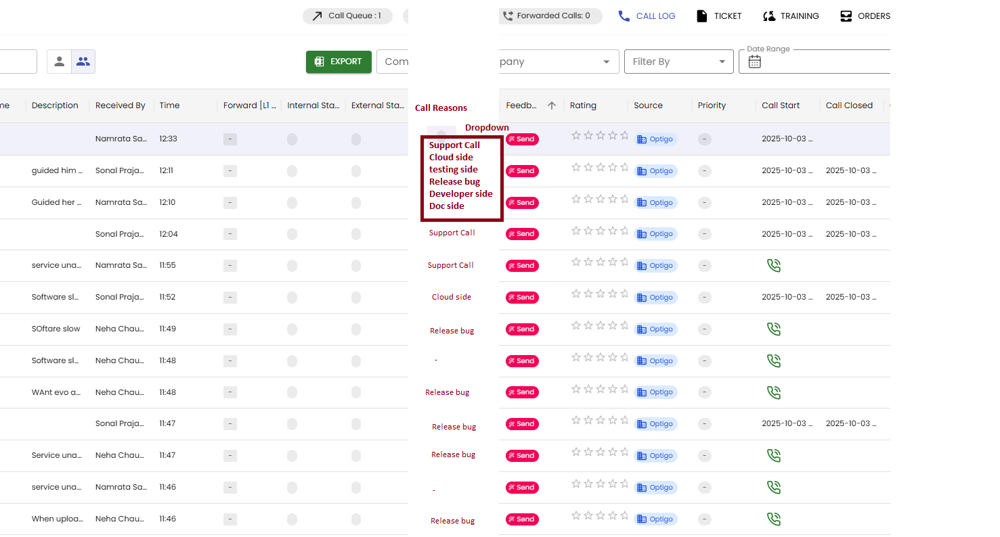 Call Queue : 1
Forwarded Calls: 0
CALL LOG
TICKET
TRAINING
ORDERS
EXPORT
Com
pany
Filter By
Date Range
me Description Received By Time Forward [L1 ... Internal Sta... External Sta... Call Reasons Feedb... Rating Source Priority Call Start Call Closed
Dropdown
Namrata Sa... 12:33 - Send Optigo - 2025-10-03 ...
Support Call
Cloud side
testing side
Release bug
Developer side
Doc side
guided him ... Sonal Praja... 12:11 - Send Optigo - 2025-10-03 ... 2025-10-03 ...
Guided her ... Namrata Sa... 12:10 - Send Optigo - 2025-10-03 ... 2025-10-03 ...
Sonal Praja... 12:04 - Support Call Send Optigo - 2025-10-03 ... 2025-10-03 ...
service una... Namrata Sa... 11:55 - Support Call Send Optigo -
Software sl... Sonal Praja... 11:52 - Cloud side Send Optigo - 2025-10-03 ... 2025-10-03 ...
SOftare slow Neha Chau... 11:49 - Release bug Send Optigo -
Software sl... Neha Chau... 11:48 - - Send Optigo -
WAnt evo a... Neha Chau... 11:48 - Release bug Send Optigo -
Sonal Praja... 11:47 - Release bug Send Optigo - 2025-10-03 ... 2025-10-03 ...
Service una... Neha Chau... 11:47 - Release bug Send Optigo -
service una... Namrata Sa... 11:46 - - Send Optigo -
When uploa... Neha Chau... 11:46 - Release bug Send Optigo -